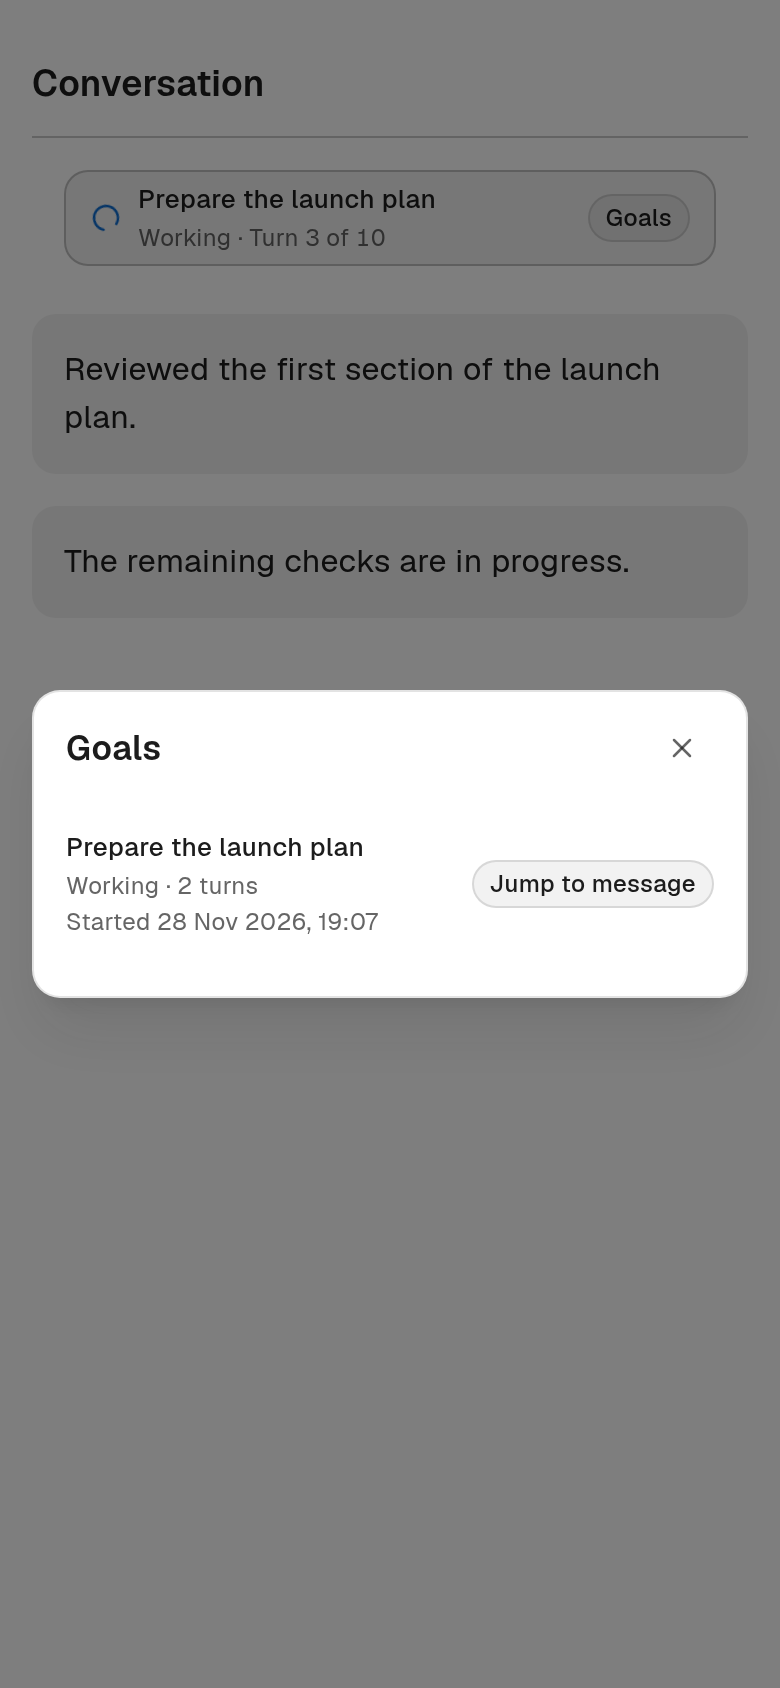 Conversation
Prepare the launch plan
Working · Turn 3 of 10
Goals
Reviewed the first section of the launch
plan.
The remaining checks are in progress.
Goals
Prepare the launch plan
Working · 2 turns
Started 28 Nov 2026, 19:07
Jump to message